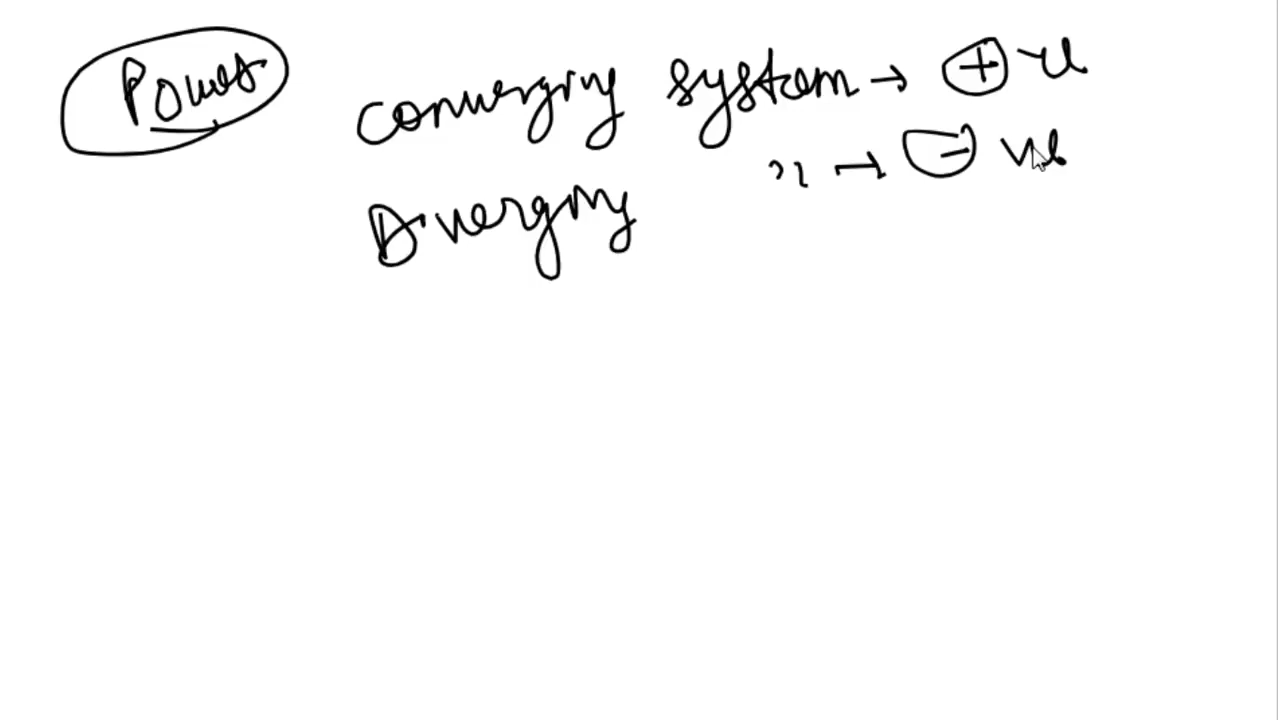 Power
Converging system → + ve
Diverging " → - ve